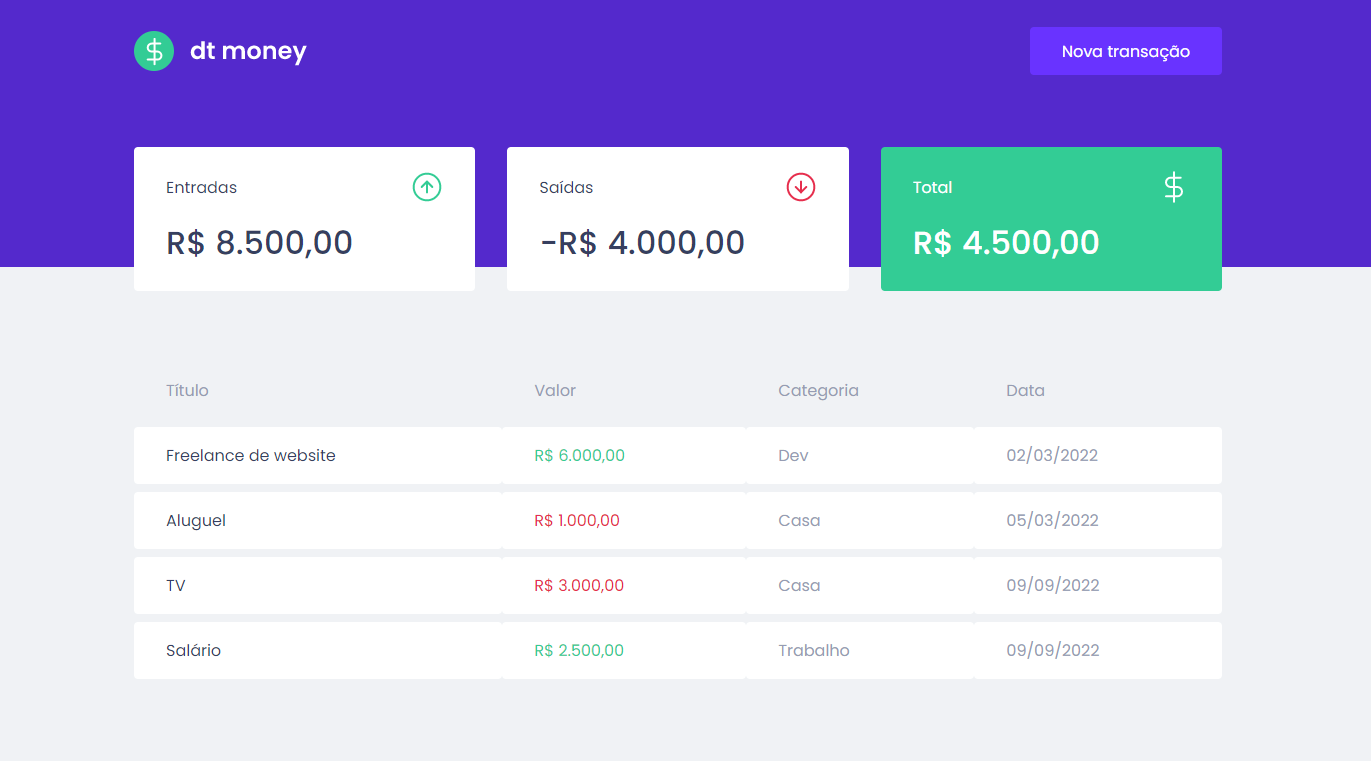 dt money
Nova transação
Entradas
R$ 8.500,00
Saídas
-R$ 4.000,00
Total
R$ 4.500,00
Título Valor Categoria Data
Freelance de website R$ 6.000,00 Dev 02/03/2022
Aluguel R$ 1.000,00 Casa 05/03/2022
TV R$ 3.000,00 Casa 09/09/2022
Salário R$ 2.500,00 Trabalho 09/09/2022